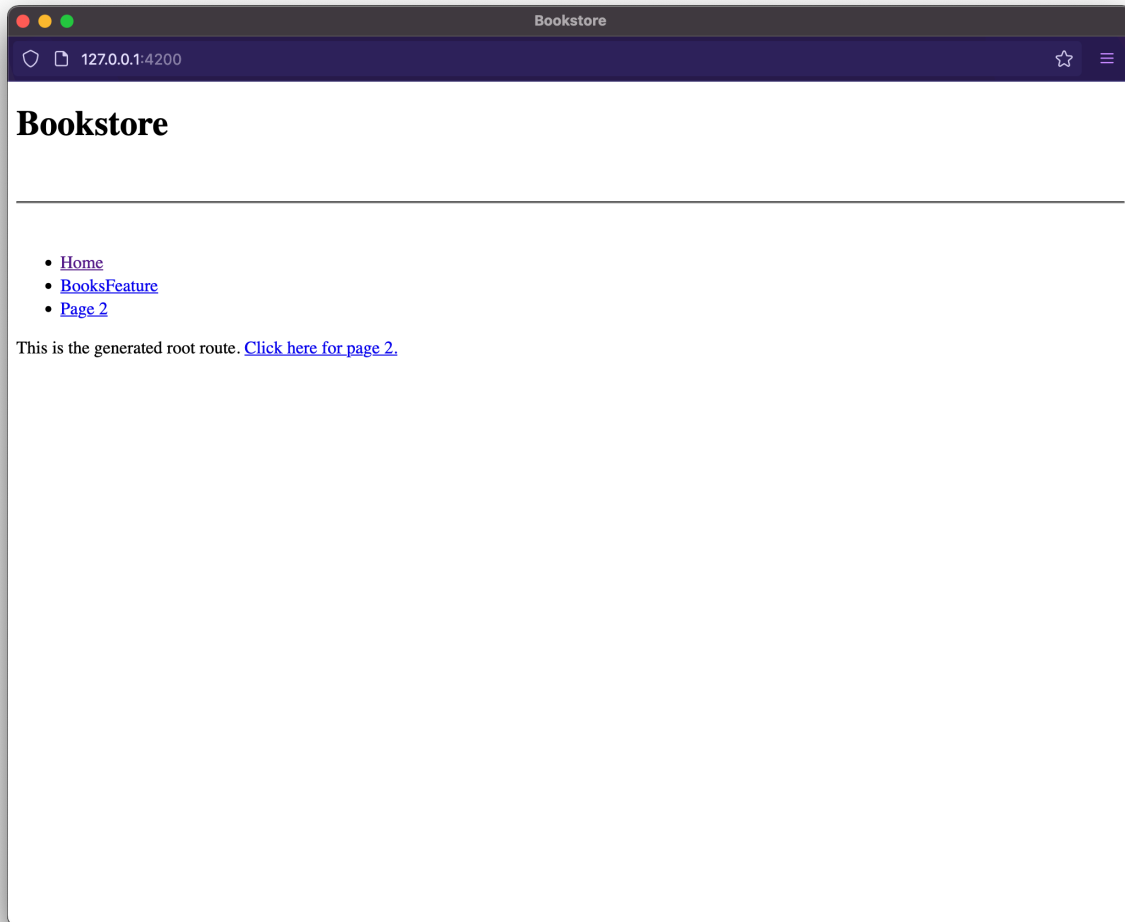 Bookstore
127.0.0.1:4200
Bookstore
Home
BooksFeature
Page 2
This is the generated root route. Click here for page 2.